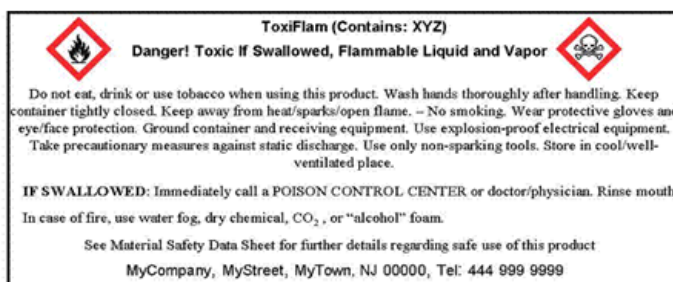 ToxiFlam (Contains: XYZ)
Danger! Toxic If Swallowed, Flammable Liquid and Vapor
Do not eat, drink or use tobacco when using this product. Wash hands thoroughly after handling. Keep
container tightly closed. Keep away from heat/sparks/open flame. – No smoking. Wear protective gloves and
eye/face protection. Ground container and receiving equipment. Use explosion-proof electrical equipment.
Take precautionary measures against static discharge. Use only non-sparking tools. Store in cool/well-
ventilated place.
IF SWALLOWED: Immediately call a POISON CONTROL CENTER or doctor/physician. Rinse mouth
In case of fire, use water fog, dry chemical, CO₂ , or “alcohol” foam.
See Material Safety Data Sheet for further details regarding safe use of this product
MyCompany, MyStreet, MyTown, NJ 00000, Tel: 444 999 9999